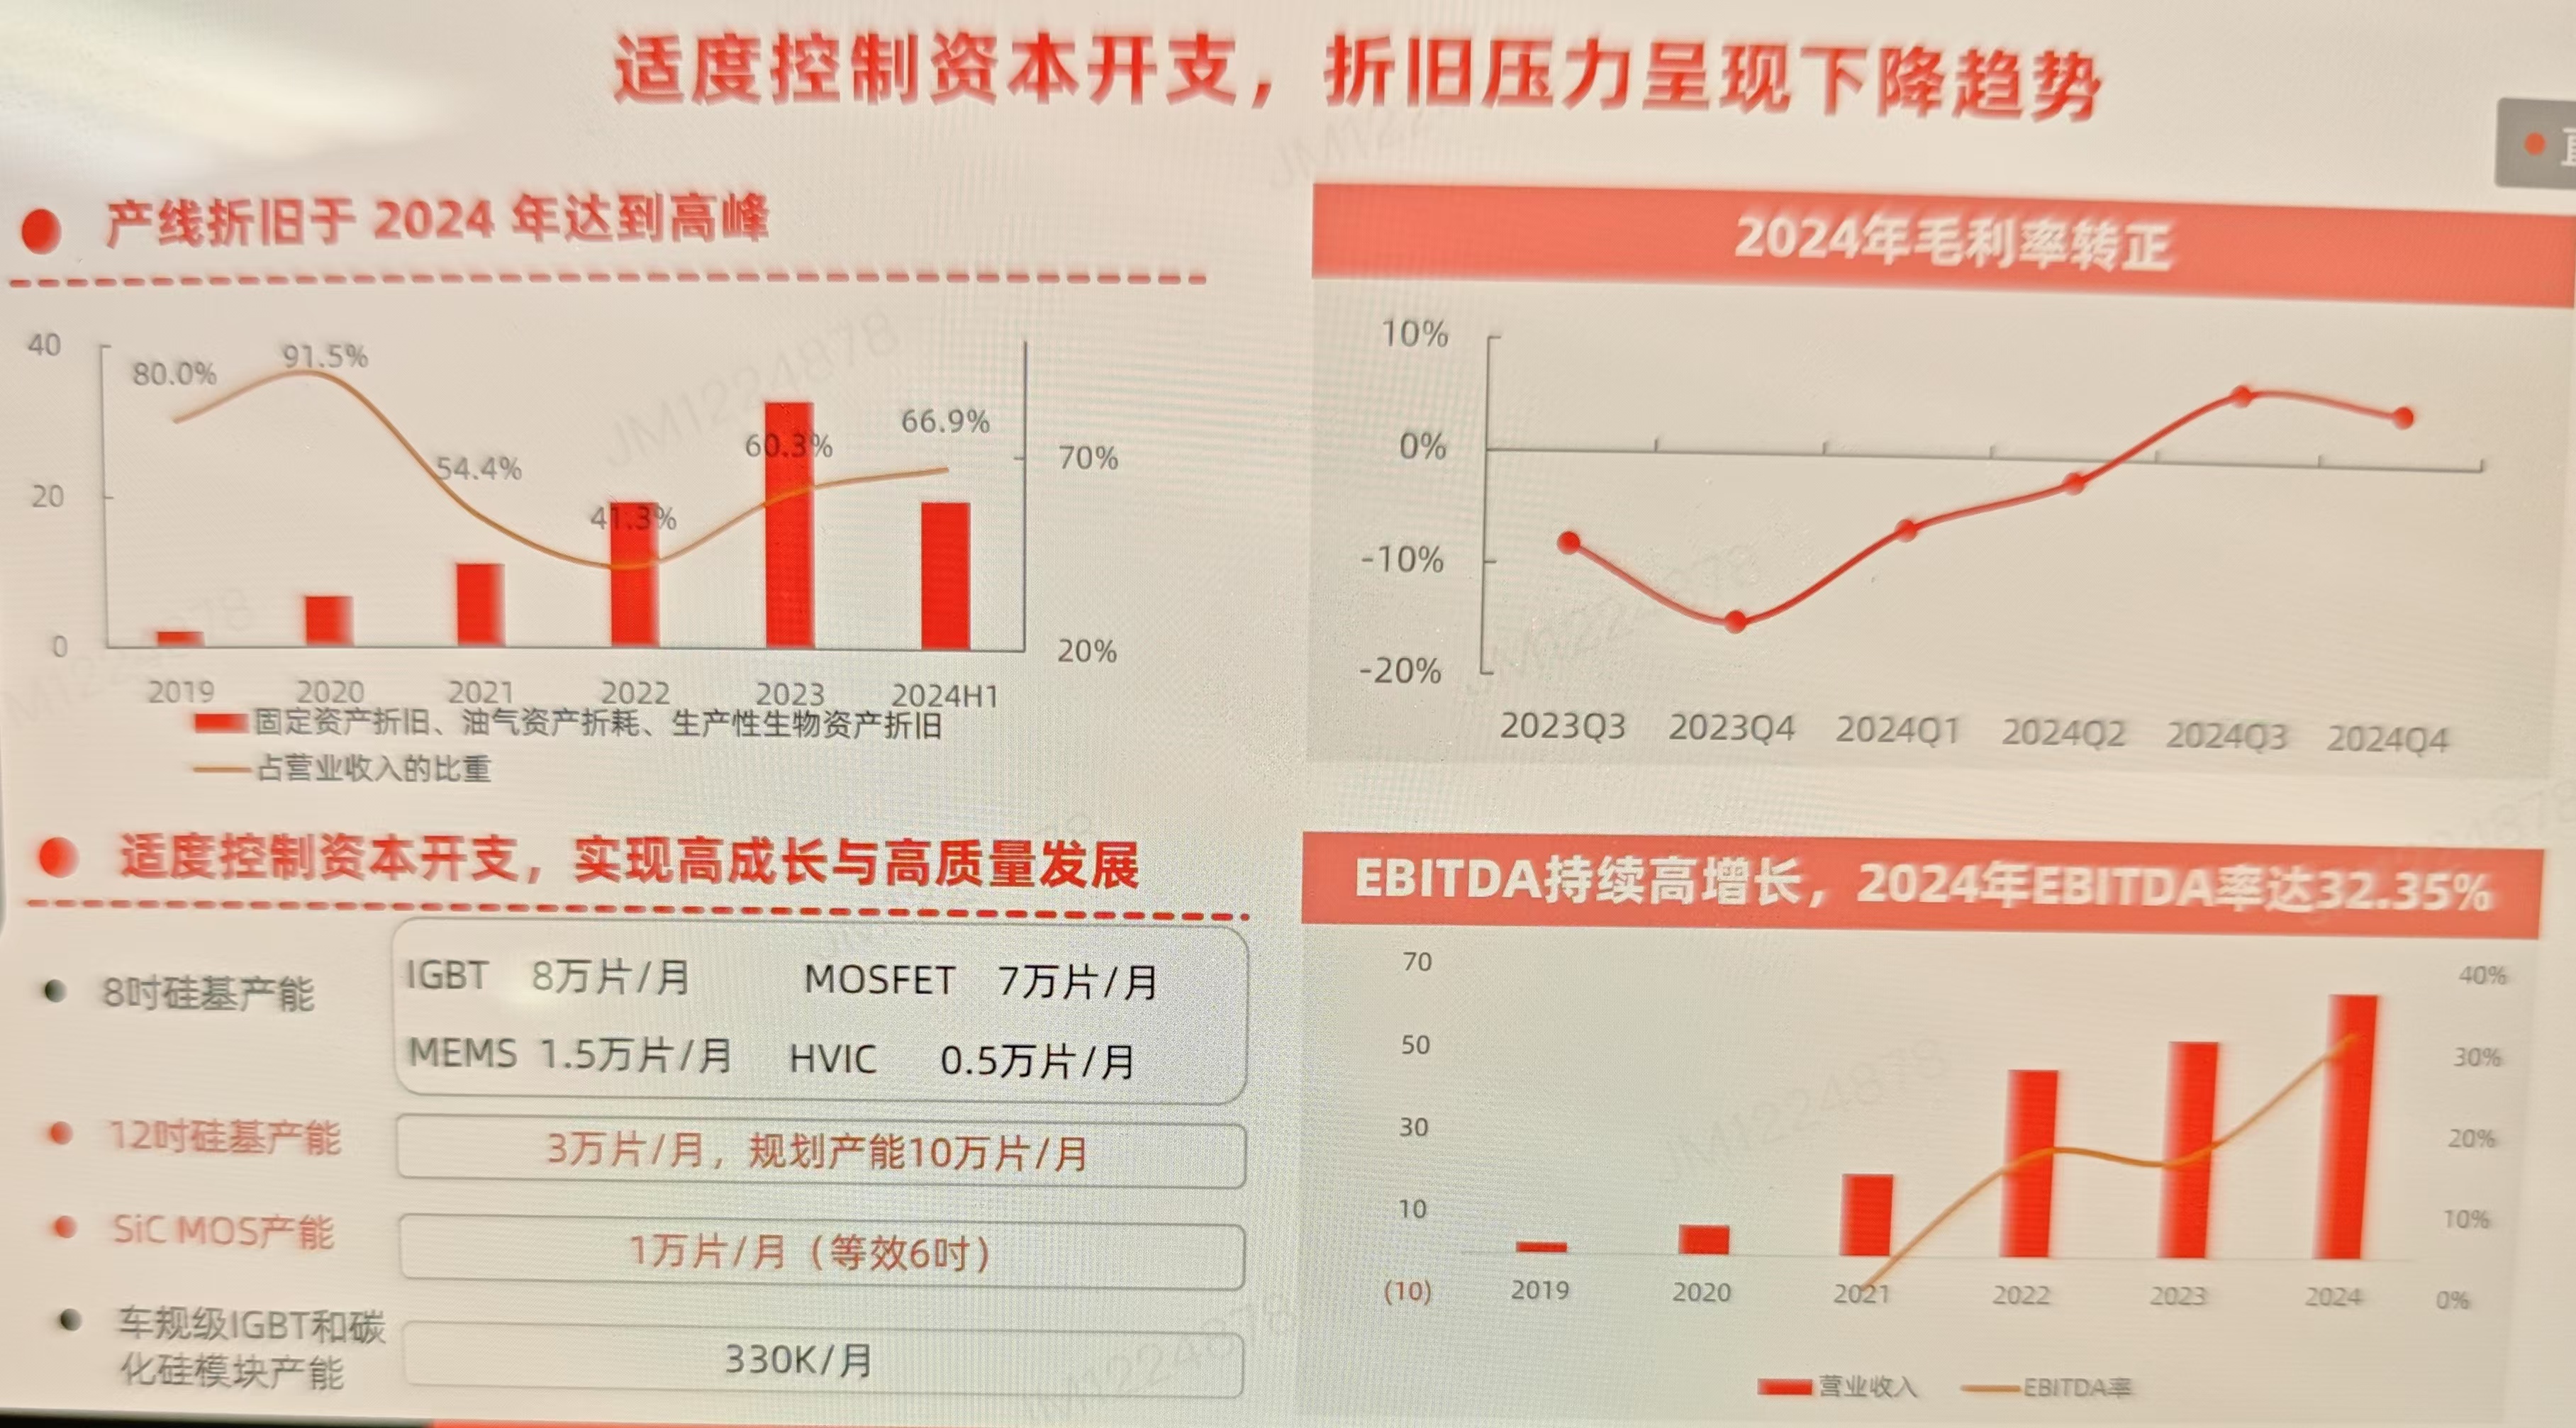 适度控制资本开支，折旧压力呈现下降趋势
产线折旧于 2024 年达到高峰
40
20
0
80.0%
91.5%
54.4%
41.3%
60.3%
66.9%
70%
20%
2019 2020 2021 2022 2023 2024H1
固定资产折旧、油气资产折耗、生产性生物资产折旧
占营业收入的比重
2024年毛利率转正
10%
0%
-10%
-20%
2023Q3 2023Q4 2024Q1 2024Q2 2024Q3 2024Q4
适度控制资本开支，实现高成长与高质量发展
8吋硅基产能
IGBT 8万片/月 MOSFET 7万片/月
MEMS 1.5万片/月 HVIC 0.5万片/月
12吋硅基产能
3万片/月，规划产能10万片/月
SiC MOS产能
1万片/月（等效6吋）
车规级IGBT和碳
化硅模块产能
330K/月
EBITDA持续高增长，2024年EBITDA率达32.35%
70
50
30
10
(10)
40%
30%
20%
10%
0%
2019 2020 2021 2022 2023 2024
营业收入 EBITDA率
JM1224878